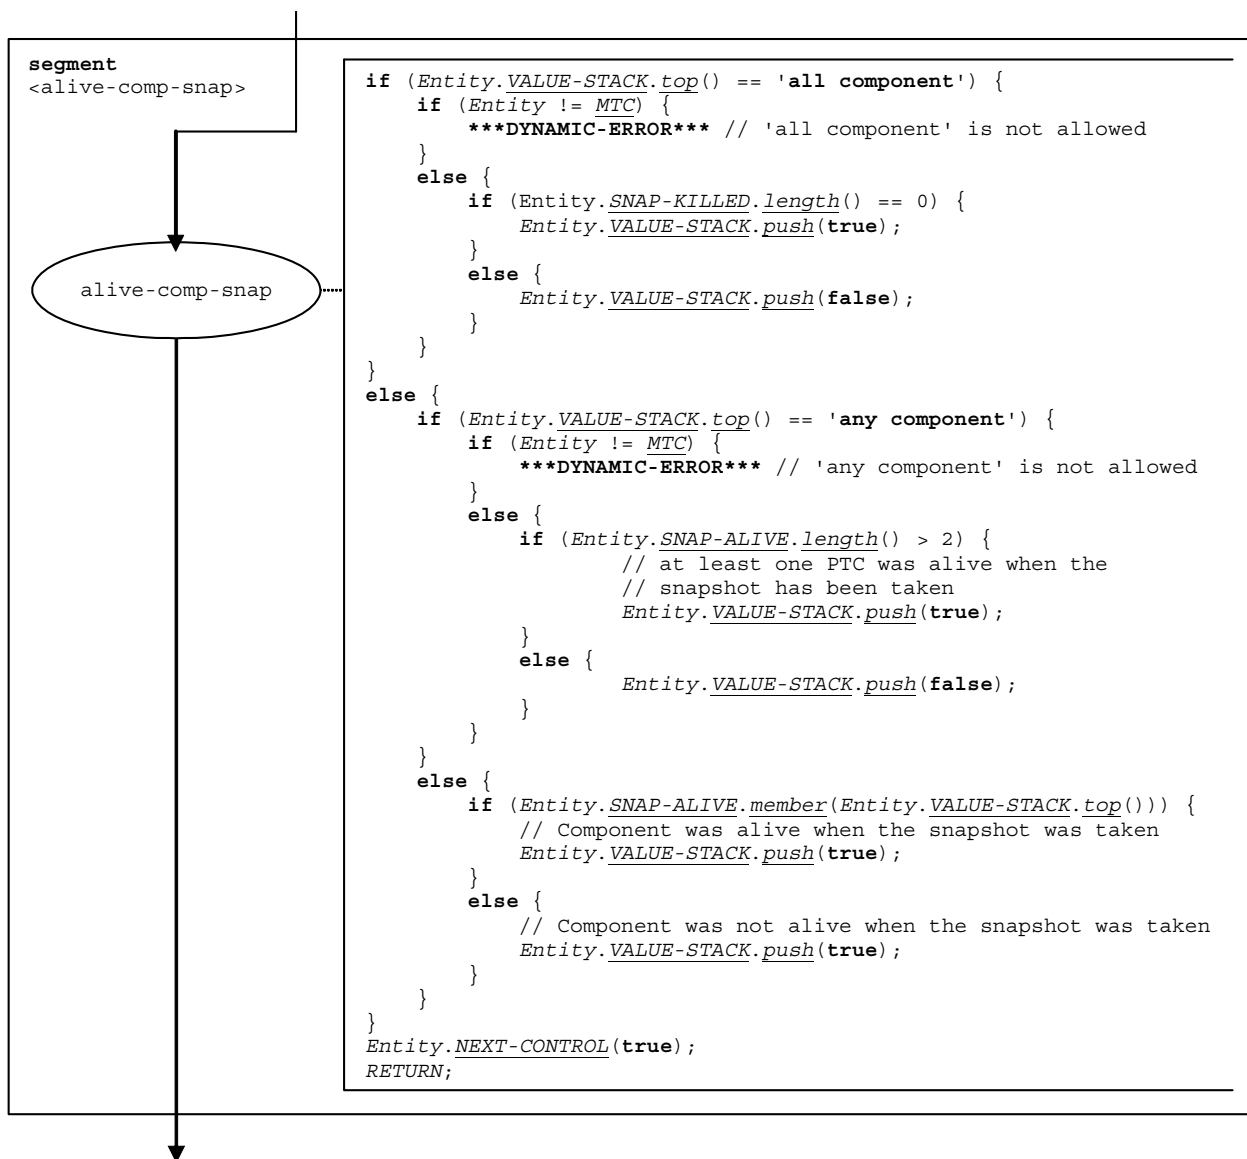 segment
<alive-comp-snap>
alive-comp-snap
if (Entity.VALUE-STACK.top() == 'all component') {
if (Entity != MTC) {
***DYNAMIC-ERROR*** // 'all component' is not allowed
}
else {
if (Entity.SNAP-KILLED.length() == 0) {
Entity.VALUE-STACK.push(true);
}
else {
Entity.VALUE-STACK.push(false);
}
}
}
else {
if (Entity.VALUE-STACK.top() == 'any component') {
if (Entity != MTC) {
***DYNAMIC-ERROR*** // 'any component' is not allowed
}
else {
if (Entity.SNAP-ALIVE.length() > 2) {
// at least one PTC was alive when the
// snapshot has been taken
Entity.VALUE-STACK.push(true);
}
else {
Entity.VALUE-STACK.push(false);
}
}
}
else {
if (Entity.SNAP-ALIVE.member(Entity.VALUE-STACK.top())) {
// Component was alive when the snapshot was taken
Entity.VALUE-STACK.push(true);
}
else {
// Component was not alive when the snapshot was taken
Entity.VALUE-STACK.push(true);
}
}
}
Entity.NEXT-CONTROL(true);
RETURN;